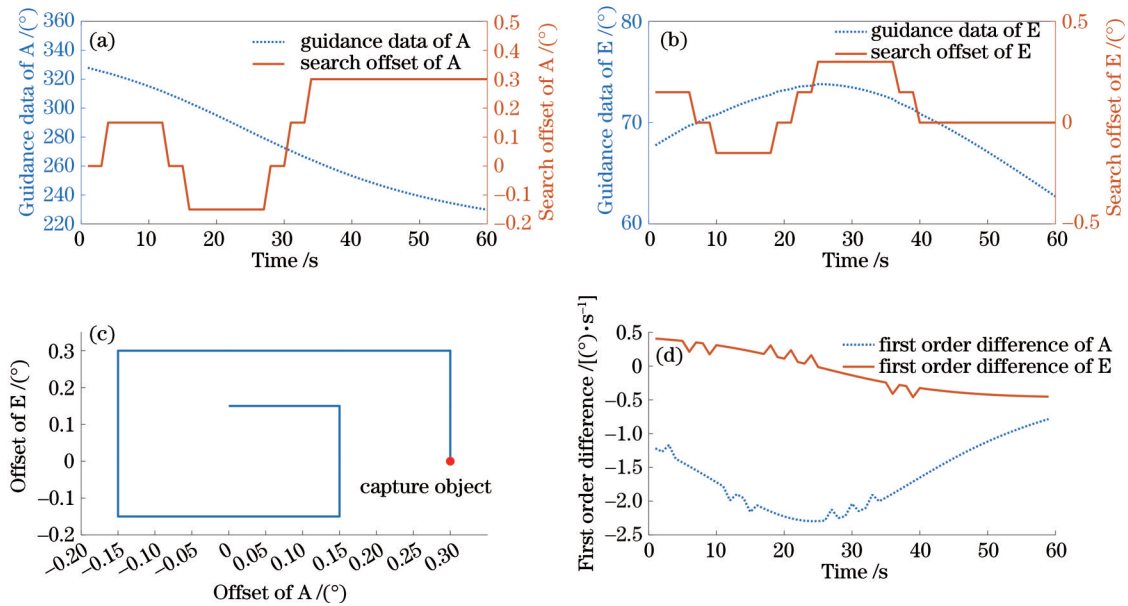 (a)
guidance data of A
search offset of A
Guidance data of A /(°)
360
340
320
300
280
260
240
220
Search offset of A /(°)
0.5
0.4
0.3
0.2
0.1
0
−0.1
−0.2
0 10 20 30 40 50 60
Time /s
(b)
guidance data of E
search offset of E
Guidance data of E /(°)
80
70
60
Search offset of E /(°)
0.5
0
−0.5
0 10 20 30 40 50 60
Time /s
(c)
Offset of E /(°)
0.3
0.2
0.1
0
−0.1
−0.2
capture object
−0.20 −0.15 −0.10 −0.05 0 0.05 0.10 0.15 0.20 0.25 0.30
Offset of A /(°)
(d)
first order difference of A
first order difference of E
First order difference /[(°)·s⁻¹]
0.5
0
−0.5
−1.0
−1.5
−2.0
−2.5
0 10 20 30 40 50 60
Time /s